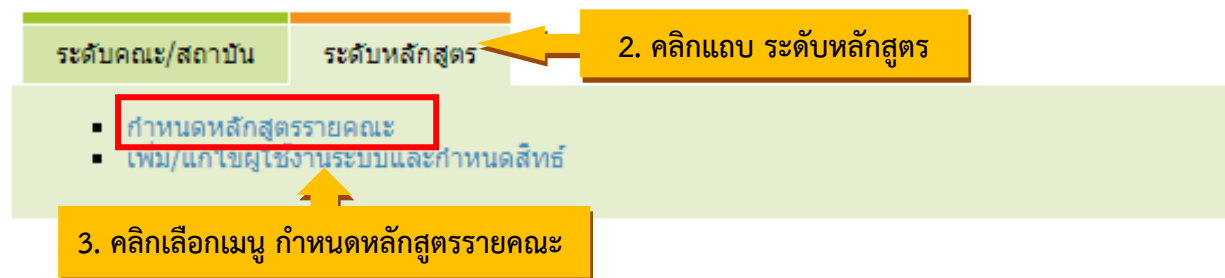 ระดับคณะ/สถาบัน ระดับหลักสูตร 2. คลิกแถบ ระดับหลักสูตร
กำหนดหลักสูตรรายคณะ
เพิ่ม/แก้ไขผู้ใช้งานระบบและกำหนดสิทธ์
3. คลิกเลือกเมนู กำหนดหลักสูตรรายคณะ